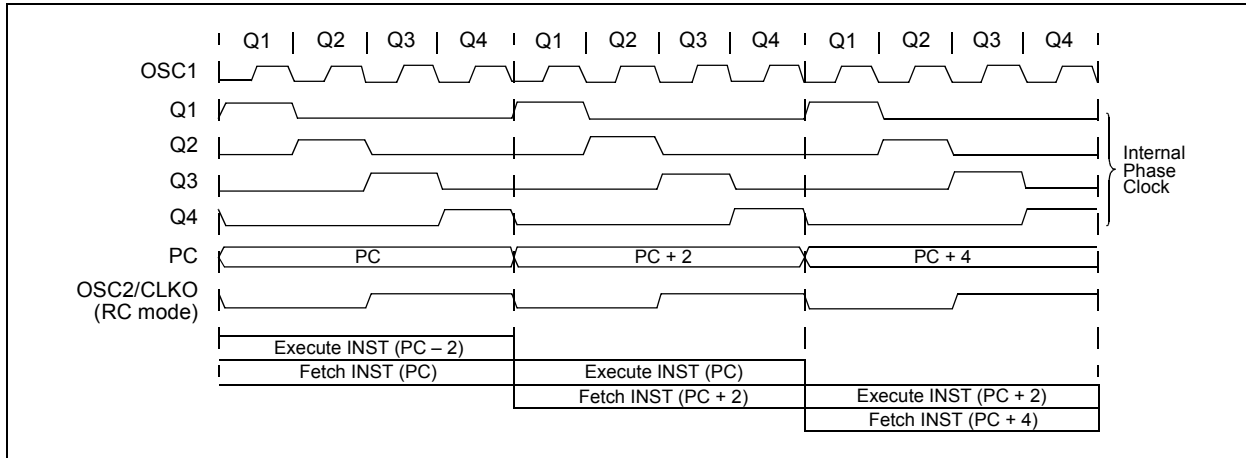 Q1 | Q2 | Q3 | Q4 | Q1 | Q2 | Q3 | Q4 | Q1 | Q2 | Q3 | Q4
OSC1
Q1
Q2
Q3
Q4
Internal
Phase
Clock
PC PC PC + 2 PC + 4
OSC2/CLKO
(RC mode)
Execute INST (PC – 2)
Fetch INST (PC) Execute INST (PC)
Fetch INST (PC + 2) Execute INST (PC + 2)
Fetch INST (PC + 4)